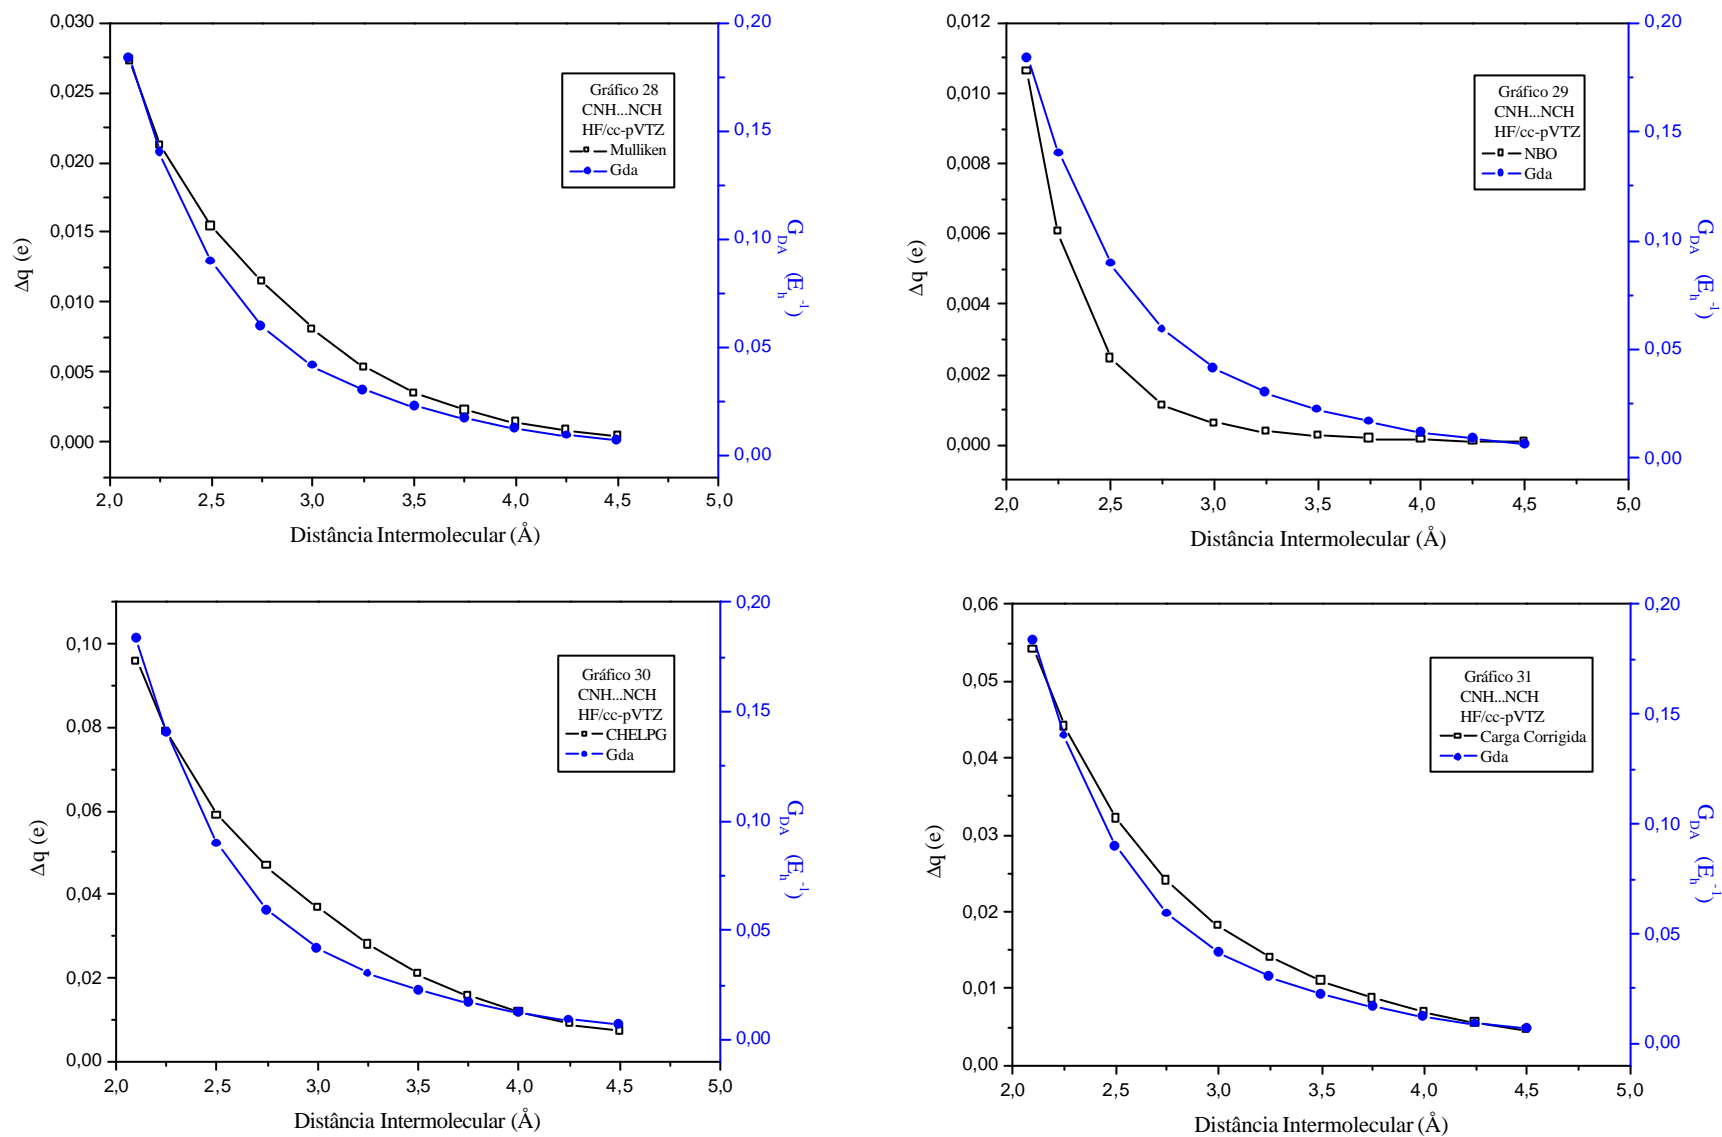 0,030
0,025
0,020
0,015
0,010
0,005
0,000
Δq (e)
0,20
0,15
0,10
0,05
0,00
G_DA (E_h^-1)
Gráfico 28
CNH...NCH
HF/cc-pVTZ
Mulliken
Gda
2,0 2,5 3,0 3,5 4,0 4,5 5,0
Distância Intermolecular (Å)
0,012
0,010
0,008
0,006
0,004
0,002
0,000
Δq (e)
0,20
0,15
0,10
0,05
0,00
G_DA (E_h^-1)
Gráfico 29
CNH...NCH
HF/cc-pVTZ
NBO
Gda
2,0 2,5 3,0 3,5 4,0 4,5 5,0
Distância Intermolecular (Å)
0,10
0,08
0,06
0,04
0,02
0,00
Δq (e)
0,20
0,15
0,10
0,05
0,00
G_DA (E_h^-1)
Gráfico 30
CNH...NCH
HF/cc-pVTZ
CHELPG
Gda
2,0 2,5 3,0 3,5 4,0 4,5 5,0
Distância Intermolecular (Å)
0,06
0,05
0,04
0,03
0,02
0,01
0,00
Δq (e)
0,20
0,15
0,10
0,05
0,00
G_DA (E_h^-1)
Gráfico 31
CNH...NCH
HF/cc-pVTZ
Carga Corrigida
Gda
2,0 2,5 3,0 3,5 4,0 4,5 5,0
Distância Intermolecular (Å)